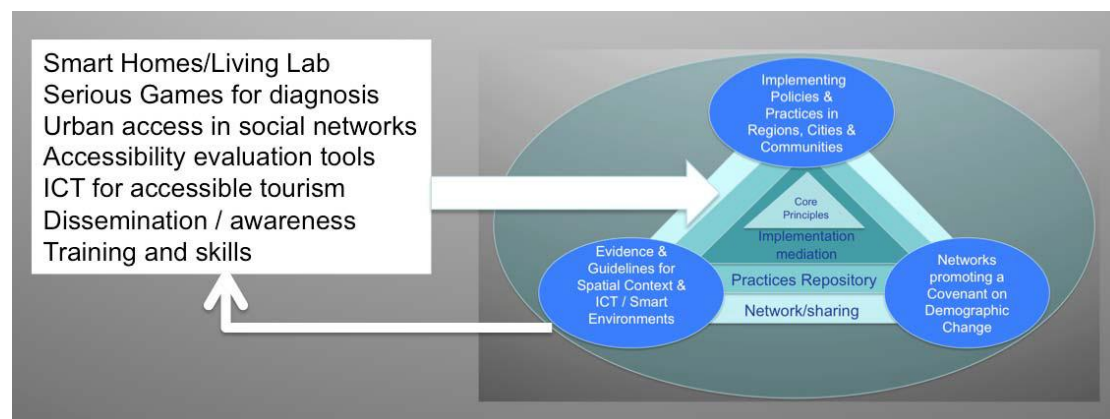 Smart Homes/Living Lab
Serious Games for diagnosis
Urban access in social networks
Accessibility evaluation tools
ICT for accessible tourism
Dissemination / awareness
Training and skills
Implementing
Policies &
Practices in
Regions, Cities &
Communities
Core
Principles
Implementation
mediation
Practices Repository
Network/sharing
Evidence &
Guidelines for
Spatial Context &
ICT / Smart
Environments
Networks
promoting a
Covenant on
Demographic
Change